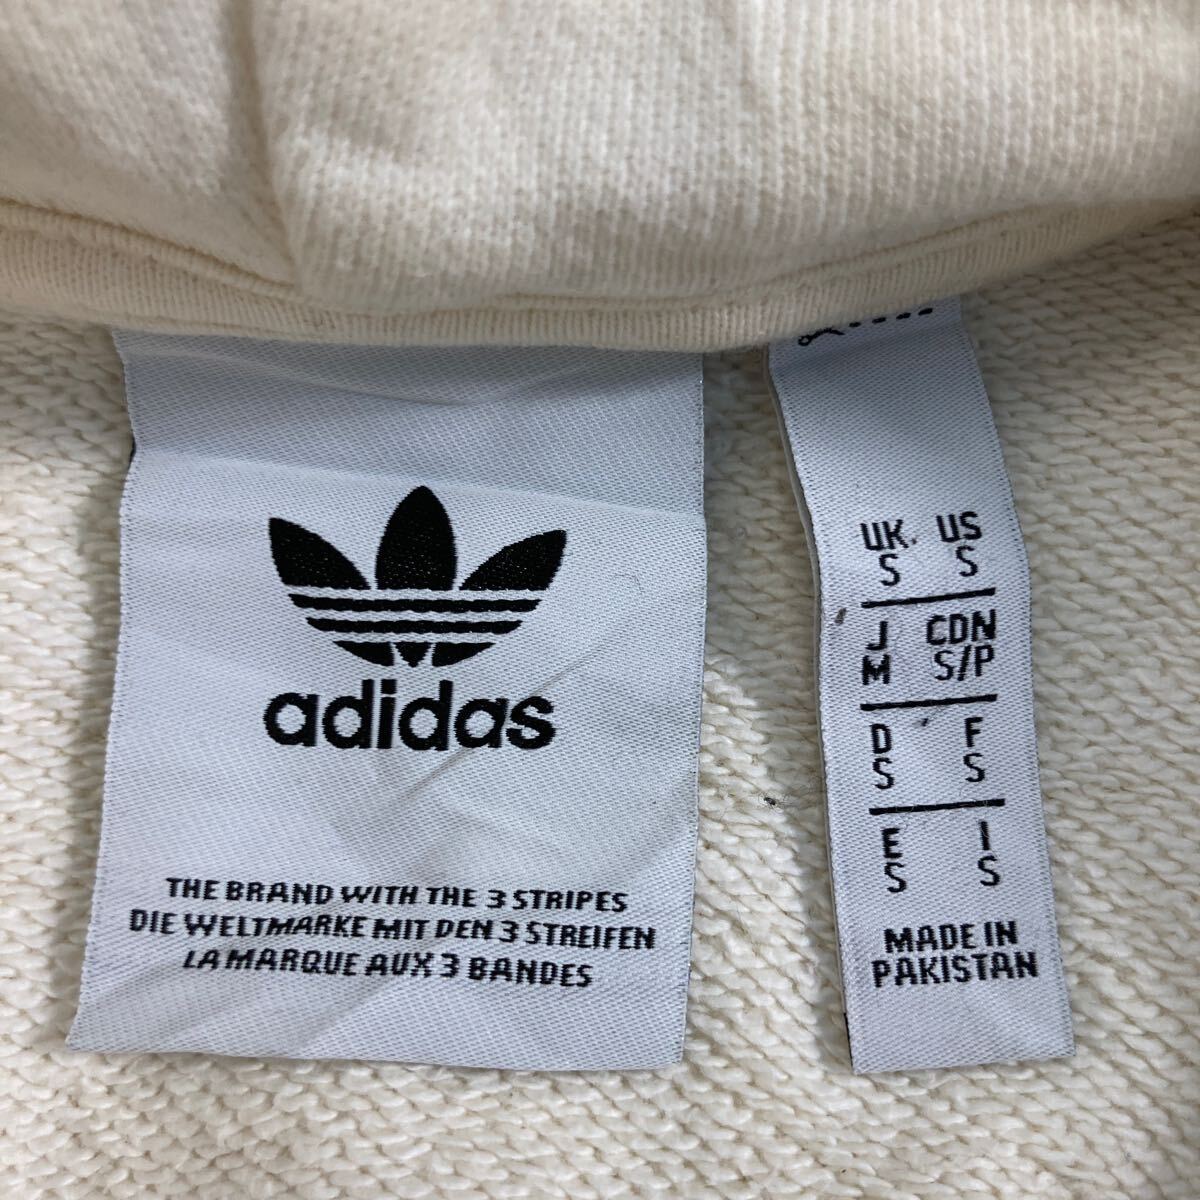 adidas
THE BRAND WITH THE 3 STRIPES
DIE WELTMARKE MIT DEN 3 STREIFEN
LA MARQUE AUX 3 BANDES
UK. US
S S
J CDN
M S/P
D F
S S
E I
S S
MADE IN
PAKISTAN